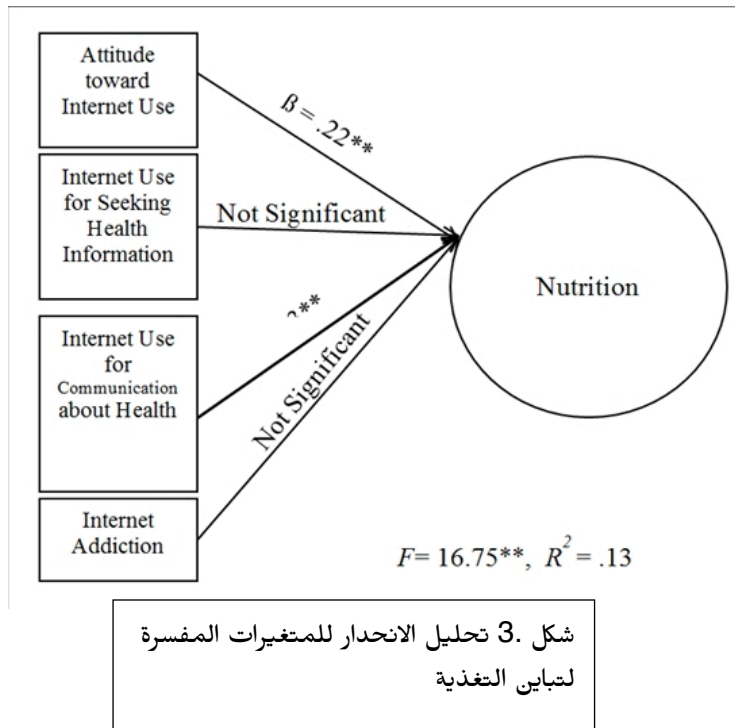 Attitude
toward
Internet Use
ß = .22**
Internet Use
for Seeking
Health
Information
Not Significant
Nutrition
**
Internet Use
for
Communication
about Health
Not Significant
Internet
Addiction
F= 16.75**, R² = .13
شكل .3 تحليل الانحدار للمتغيرات المفسرة
لتباين التغذية